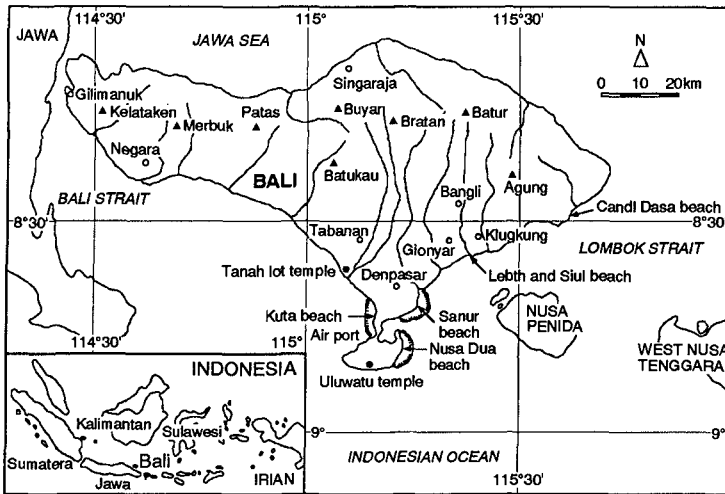 114°30'
115°
115°30'
JAWA
JAVA SEA
N
0 10 20km
Singaraja
Gilimanuk
Kelataken
Patas
Buyan
Batur
Merbuk
Bratan
Negara
BALI
Batukau
Agung
Bangli
BALI STRAIT
Candi Dasa beach
8°30'
8°30'
Tabanan
Klugkung
Gionyar
LOMBOK STRAIT
Tanah lot temple
Denpasar
Lebth and Siul beach
Kuta beach
Sanur
beach
NUSA
PENIDA
Air port
114°30'
115°
Nusa Dua
beach
WEST NUSA
TENGGARA
INDONESIA
Uluwatu temple
Kalimantan
Sulawesi
9°
9°
Sumatera
Bali
Jawa
IRIAN
INDONESIAN OCEAN
115°30'